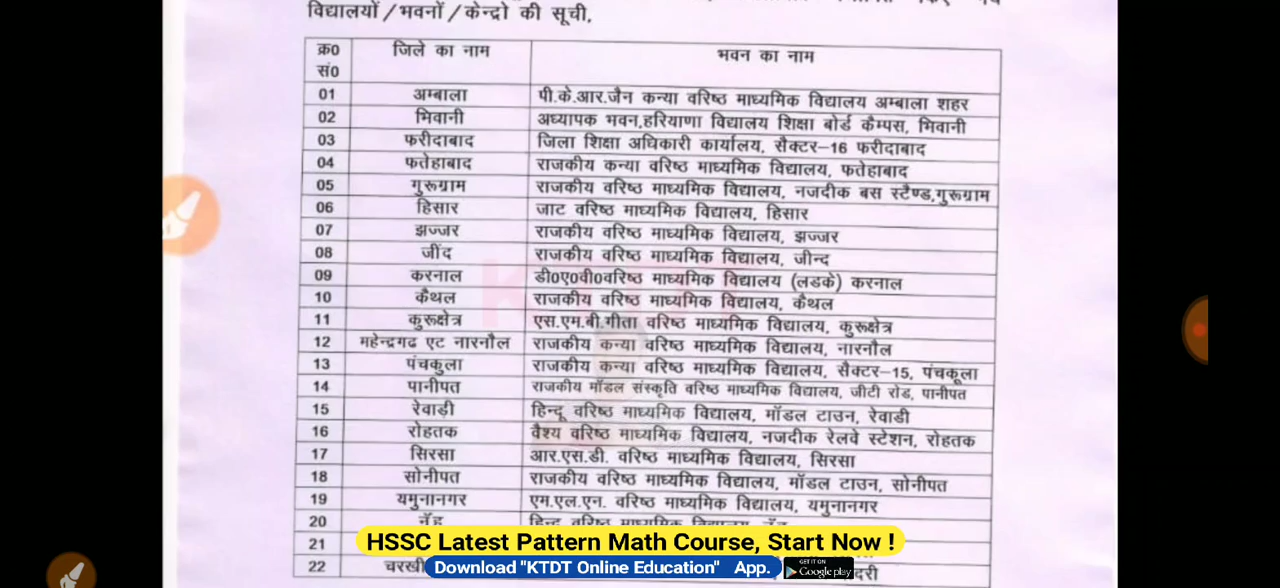 विद्यालयों/भवनों/केन्द्रो की सूची.
क्र० सं० जिले का नाम भवन का नाम
01 अम्बाला पी.के.आर.जैन कन्या वरिष्ठ माध्यमिक विद्यालय अम्बाला शहर
02 भिवानी अध्यापक भवन,हरियाणा विद्यालय शिक्षा बोर्ड कैम्पस, भिवानी
03 फरीदाबाद जिला शिक्षा अधिकारी कार्यालय, सैक्टर-16 फरीदाबाद
04 फतेहाबाद राजकीय कन्या वरिष्ठ माध्यमिक विद्यालय, फतेहाबाद
05 गुरूग्राम राजकीय वरिष्ठ माध्यमिक विद्यालय, नजदीक बस स्टैण्ड,गुरूग्राम
06 हिसार जाट वरिष्ठ माध्यमिक विद्यालय, हिसार
07 झज्जर राजकीय वरिष्ठ माध्यमिक विद्यालय, झज्जर
08 जींद राजकीय वरिष्ठ माध्यमिक विद्यालय, जीन्द
09 करनाल डी0ए0वी0वरिष्ठ माध्यमिक विद्यालय (लडके) करनाल
10 कैथल राजकीय वरिष्ठ माध्यमिक विद्यालय, कैथल
11 कुरूक्षेत्र एस.एम.बी.गीता वरिष्ठ माध्यमिक विद्यालय, कुरूक्षेत्र
12 महेन्द्रगढ एट नारनौल राजकीय कन्या वरिष्ठ माध्यमिक विद्यालय, नारनौल
13 पंचकुला राजकीय कन्या वरिष्ठ माध्यमिक विद्यालय, सैक्टर-15, पंचकूला
14 पानीपत राजकीय मॉडल संस्कृति वरिष्ठ माध्यमिक विद्यालय, जीटी रोड, पानीपत
15 रेवाड़ी हिन्दू वरिष्ठ माध्यमिक विद्यालय, मॉडल टाउन, रेवाडी
16 रोहतक वैश्य वरिष्ठ माध्यमिक विद्यालय, नजदीक रेलवे स्टेशन, रोहतक
17 सिरसा आर.एस.डी. वरिष्ठ माध्यमिक विद्यालय, सिरसा
18 सोनीपत राजकीय वरिष्ठ माध्यमिक विद्यालय, मॉडल टाउन, सोनीपत
19 यमुनानगर एम.एल.एन. वरिष्ठ माध्यमिक विद्यालय, यमुनानगर
20
21
22
KTDT
HSSC Latest Pattern Math Course, Start Now !
Download "KTDT Online Education" App.
GET IT ON
Google play